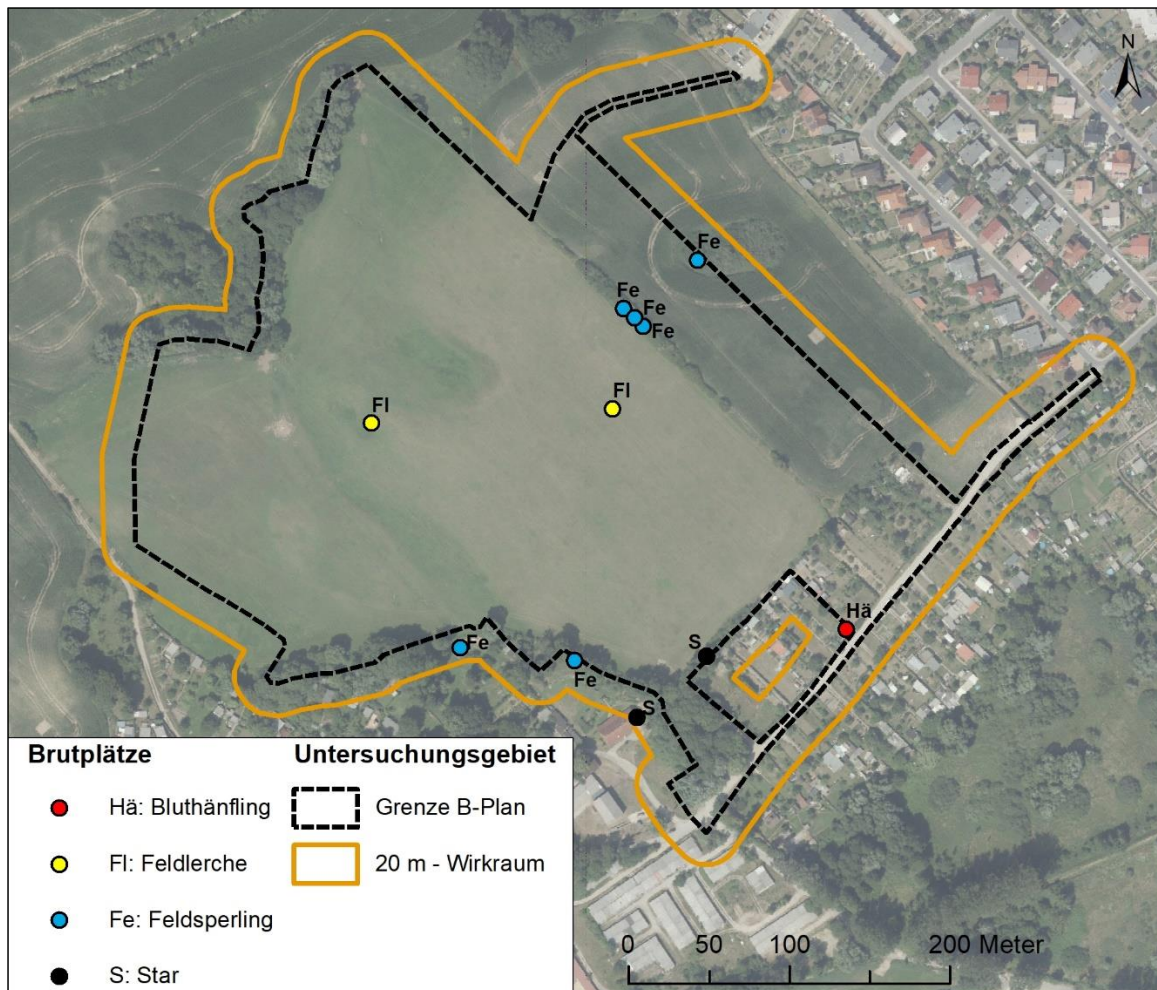 N
Fe
Fe
Fe
Fe
Fl
Fl
Hä
S
Fe
Fe
S
Brutplätze
Hä: Bluthänfling
Fl: Feldlerche
Fe: Feldsperling
S: Star
Untersuchungsgebiet
Grenze B-Plan
20 m - Wirkraum
0 50 100 200 Meter